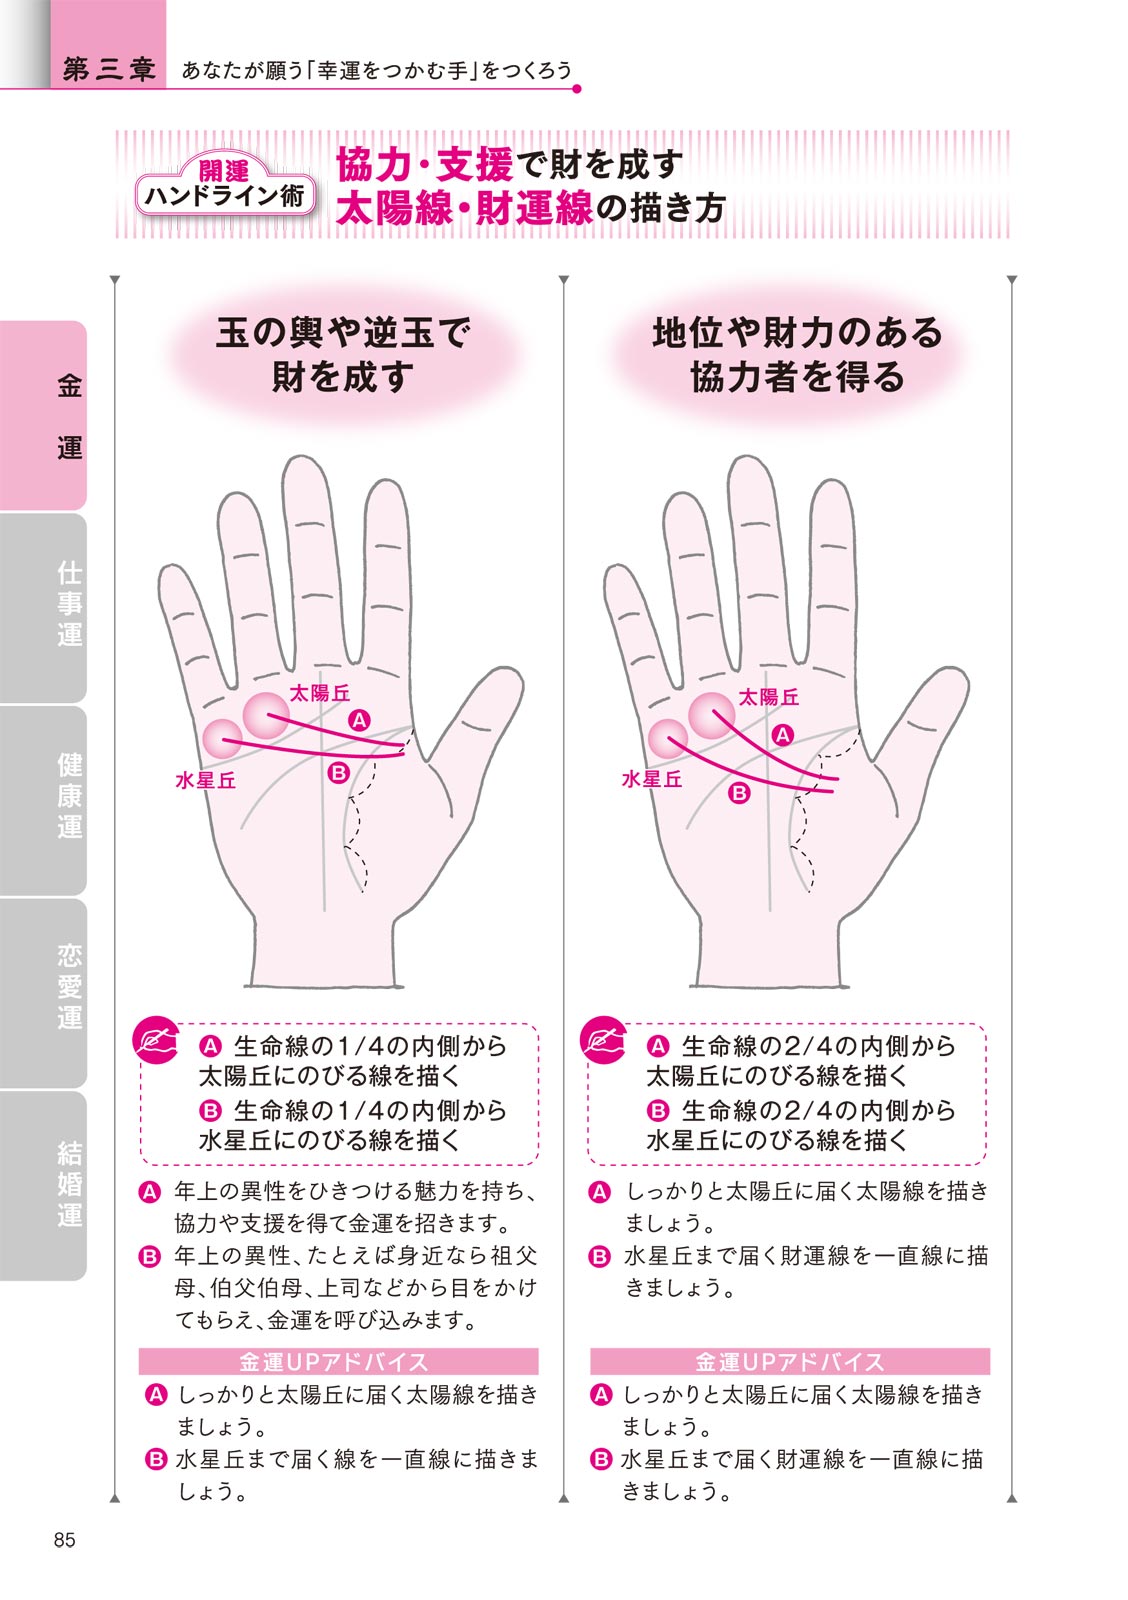 第三章 あなたが願う「幸運をつかむ手」をつくろう
開運
ハンドライン術
協力・支援で財を成す
太陽線・財運線の描き方
金運
仕事運
健康運
恋愛運
結婚運
玉の輿や逆玉で
財を成す
太陽丘
A
B
水星丘
A 生命線の1/4の内側から
太陽丘にのびる線を描く
B 生命線の1/4の内側から
水星丘にのびる線を描く
A 年上の異性をひきつける魅力を持ち、
協力や支援を得て金運を招きます。
B 年上の異性、たとえば身近なら祖父
母、伯父伯母、上司などから目をかけ
てもらえ、金運を呼び込みます。
金運UPアドバイス
A しっかりと太陽丘に届く太陽線を描き
ましょう。
B 水星丘まで届く線を一直線に描きま
しょう。
地位や財力のある
協力者を得る
太陽丘
A
水星丘
B
A 生命線の2/4の内側から
太陽丘にのびる線を描く
B 生命線の2/4の内側から
水星丘にのびる線を描く
A しっかりと太陽丘に届く太陽線を描き
ましょう。
B 水星丘まで届く財運線を一直線に描
きましょう。
金運UPアドバイス
A しっかりと太陽丘に届く太陽線を描き
ましょう。
B 水星丘まで届く財運線を一直線に描
きましょう。
85